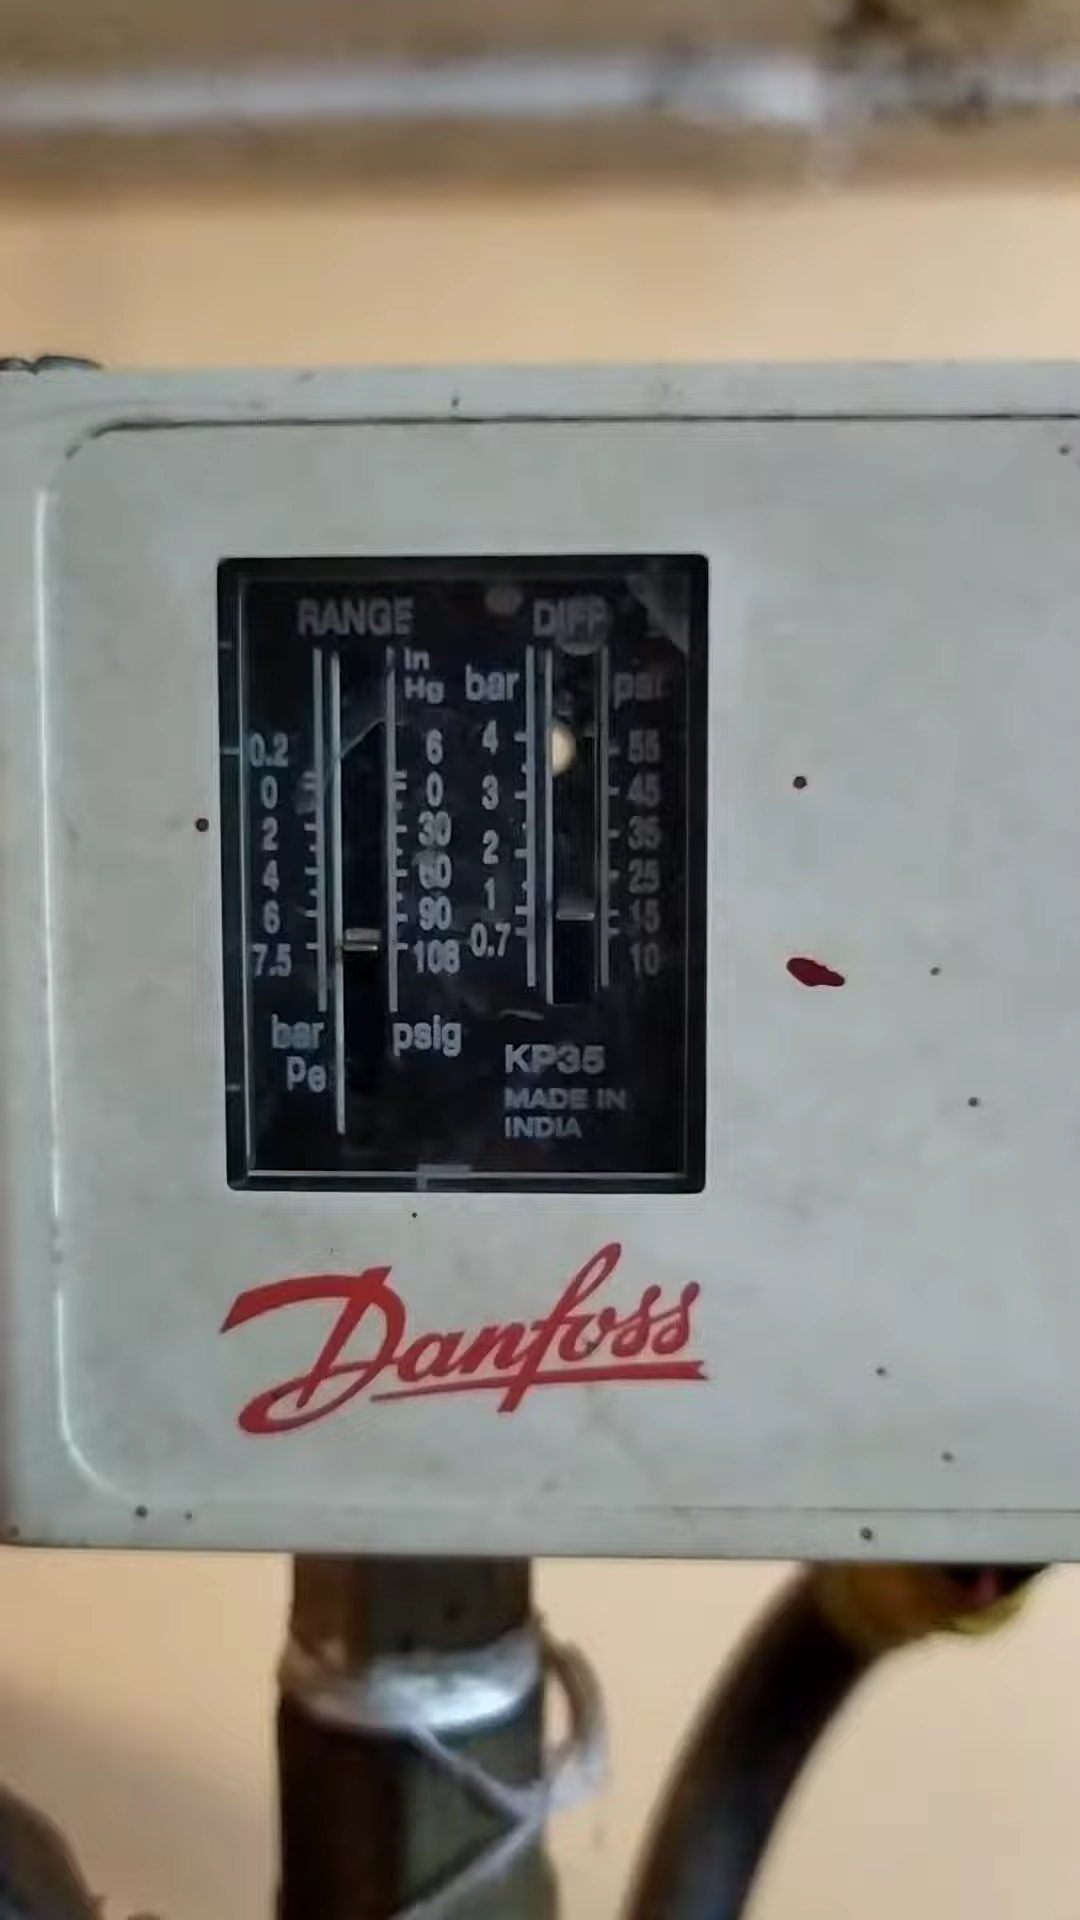 RANGE DIFF
In
Hg bar psi
0.2 6 4 55
0 0 3 45
2 30 2 35
4 60 1 25
6 90 0.7 15
7.5 108 10
bar psig
Pe
KP35
MADE IN
INDIA
Danfoss